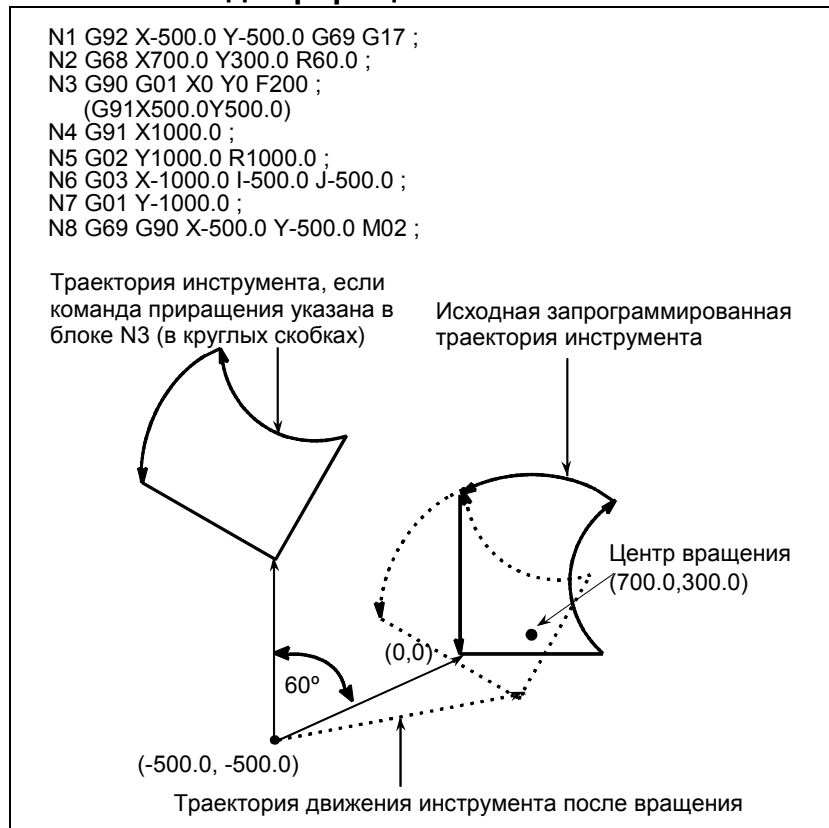 N1 G92 X-500.0 Y-500.0 G69 G17 ;
N2 G68 X700.0 Y300.0 R60.0 ;
N3 G90 G01 X0 Y0 F200 ;
(G91X500.0Y500.0)
N4 G91 X1000.0 ;
N5 G02 Y1000.0 R1000.0 ;
N6 G03 X-1000.0 I-500.0 J-500.0 ;
N7 G01 Y-1000.0 ;
N8 G69 G90 X-500.0 Y-500.0 M02 ;
Траектория инструмента, если
команда приращения указана в
блоке N3 (в круглых скобках)
Исходная запрограммированная
траектория инструмента
Центр вращения
(700.0,300.0)
(0,0)
60º
(-500.0, -500.0)
Траектория движения инструмента после вращения